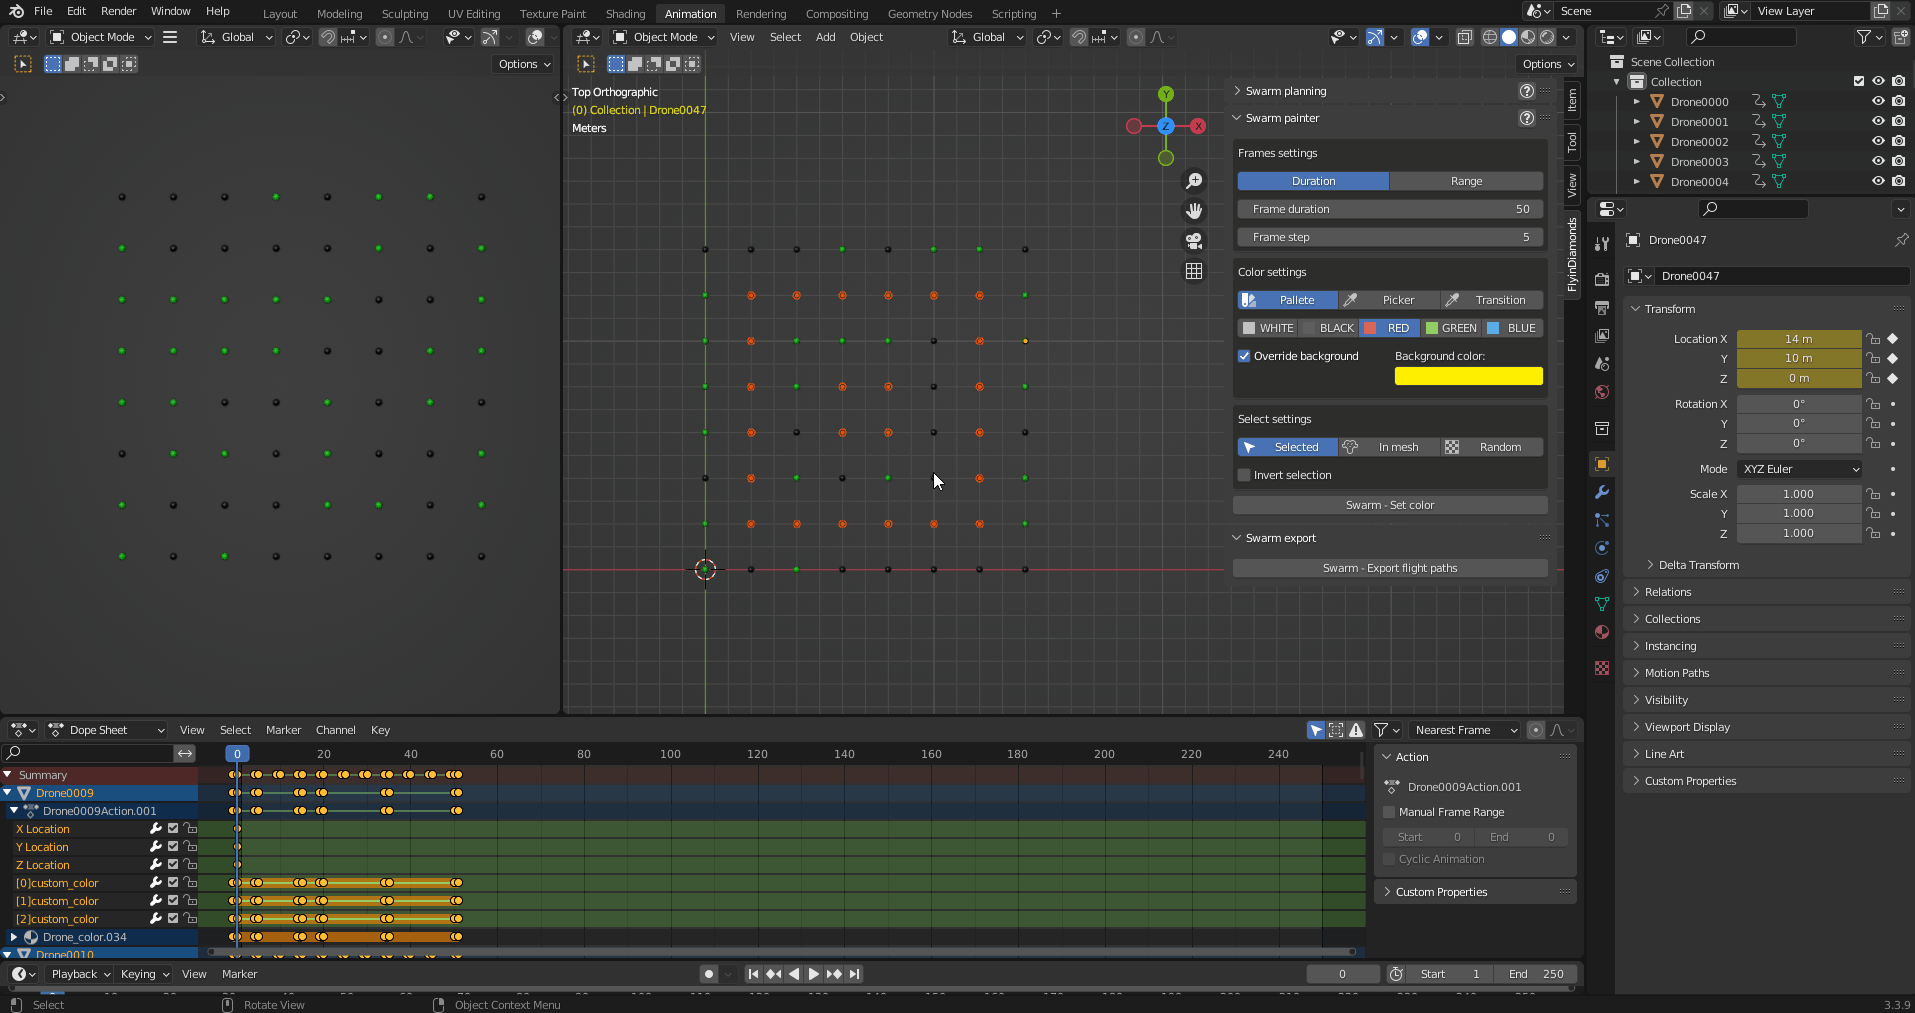 File Edit Render Window Help Layout Modeling Sculpting UV Editing Texture Paint Shading Animation Rendering Compositing Geometry Nodes Scripting + Scene View Layer
Object Mode Global Object Mode View Select Add Object Global
Options Options
Top Orthographic
(0) Collection | Drone0047
Meters
Y
X
Z
Swarm planning
Swarm painter
Frames settings
Duration Range
Frame duration 50
Frame step 5
Color settings
Pallete Picker Transition
WHITE BLACK RED GREEN BLUE
Override background Background color:
Select settings
Selected In mesh Random
Invert selection
Swarm - Set color
Swarm export
Swarm - Export flight paths
Item
Tool
View
FlyinDiamonds
Scene Collection
Collection
Drone0000
Drone0001
Drone0002
Drone0003
Drone0004
Drone0047
Drone0047
Transform
Location X 14 m
Y 10 m
Z 0 m
Rotation X 0°
Y 0°
Z 0°
Mode XYZ Euler
Scale X 1.000
Y 1.000
Z 1.000
Delta Transform
Relations
Collections
Instancing
Motion Paths
Visibility
Viewport Display
Line Art
Custom Properties
Dope Sheet View Select Marker Channel Key Nearest Frame
0 20 40 60 80 100 120 140 160 180 200 220 240
Summary
Drone0009
Drone0009Action.001
X Location
Y Location
Z Location
[0]custom_color
[1]custom_color
[2]custom_color
Drone_color.034
Drone0010
Action
Drone0009Action.001
Manual Frame Range
Start 0 End 0
Cyclic Animation
Custom Properties
Playback Keying View Marker 0 Start 1 End 250
Select Rotate View Object Context Menu 3.3.9